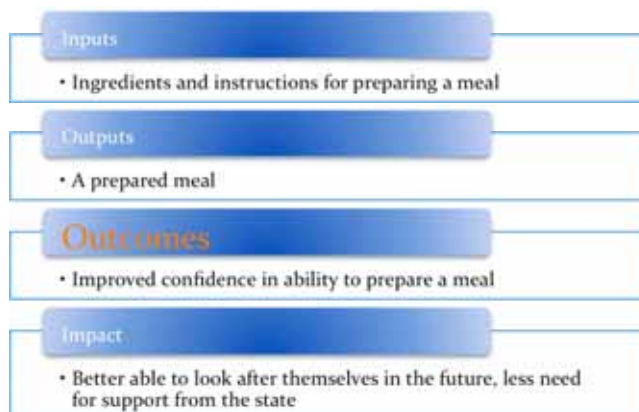 Inputs
• Ingredients and instructions for preparing a meal
Outputs
• A prepared meal
Outcomes
• Improved confidence in ability to prepare a meal
Impact
• Better able to look after themselves in the future, less need
for support from the state